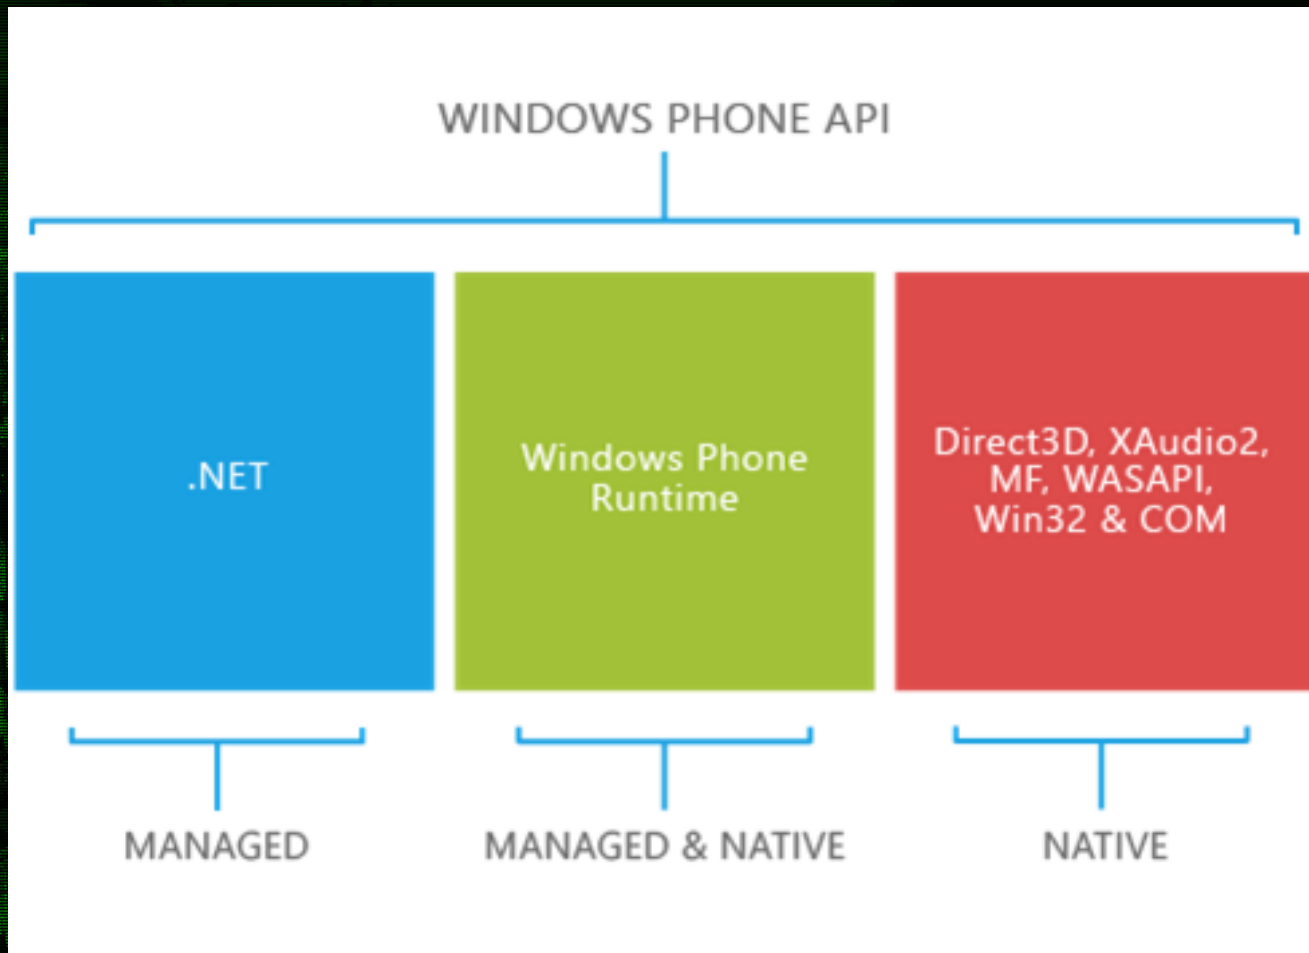 WINDOWS PHONE API
.NET
Windows Phone
Runtime
Direct3D, XAudio2,
MF, WASAPI,
Win32 & COM
MANAGED
MANAGED & NATIVE
NATIVE